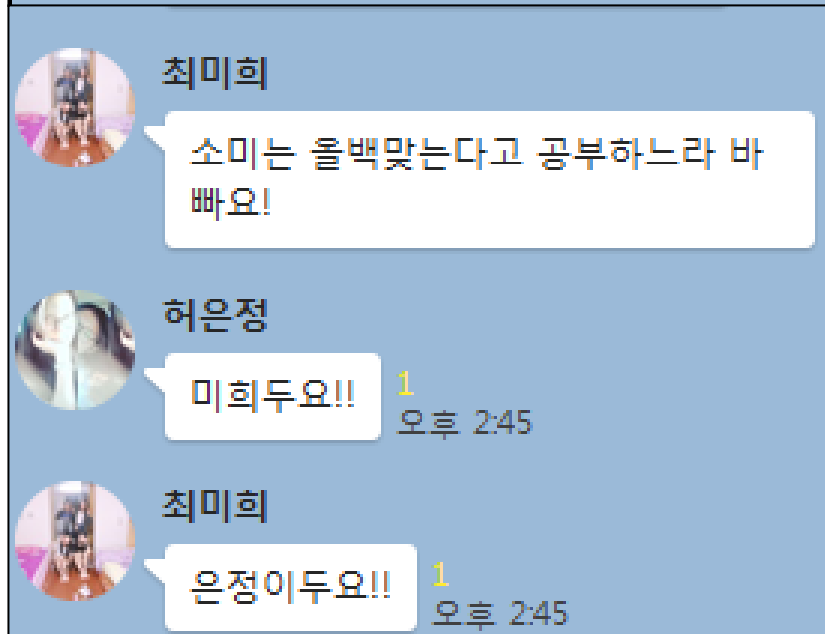 최미희
소미는 올백맞는다고 공부하느라 바
빠요!
허은정
미희두요!!
1
오후 2:45
최미희
은정이두요!!
1
오후 2:45